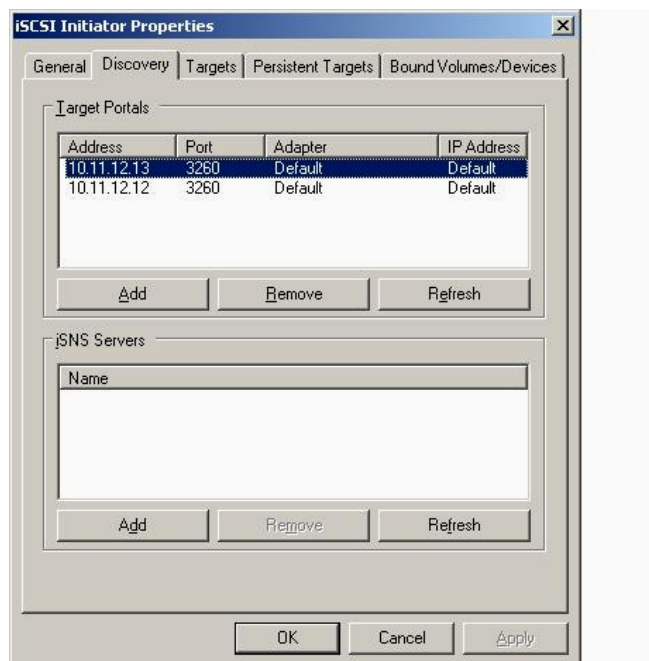 iSCSI Initiator Properties
General Discovery Targets Persistent Targets Bound Volumes/Devices
Target Portals
Address Port Adapter IP Address
10.11.12.13 3260 Default Default
10.11.12.12 3260 Default Default
Add Remove Refresh
iSNS Servers
Name
Add Remove Refresh
OK Cancel Apply